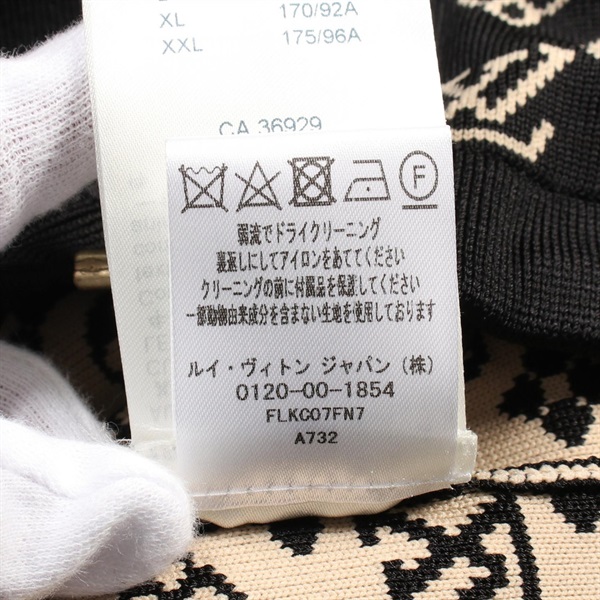 XL 170/92A
XXL 175/96A
CA 36929
F
弱流でドライクリーニング
裏返しにしてアイロンをあててください
クリーニングの前に付属品を保護してください
一部動物由来成分を含まない生地を使用しております
ルイ・ヴィトン ジャパン (株)
0120-00-1854
FLKG07FN7
A732